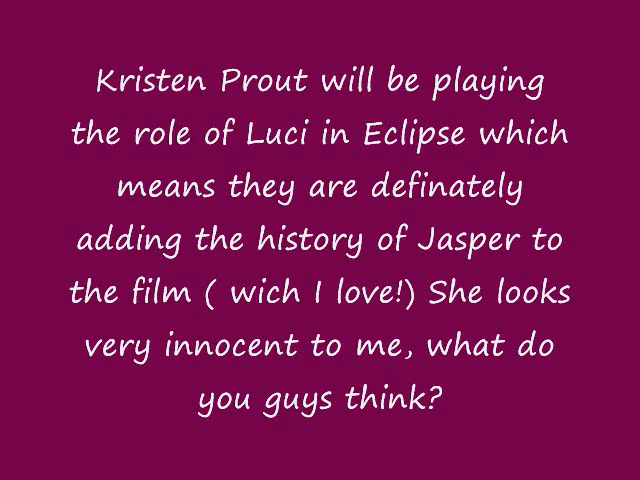 Kristen Prout will be playing
the role of Luci in Eclipse which
means they are definately
adding the history of Jasper to
the film ( wich I love!) She looks
very innocent to me, what do
you guys think?